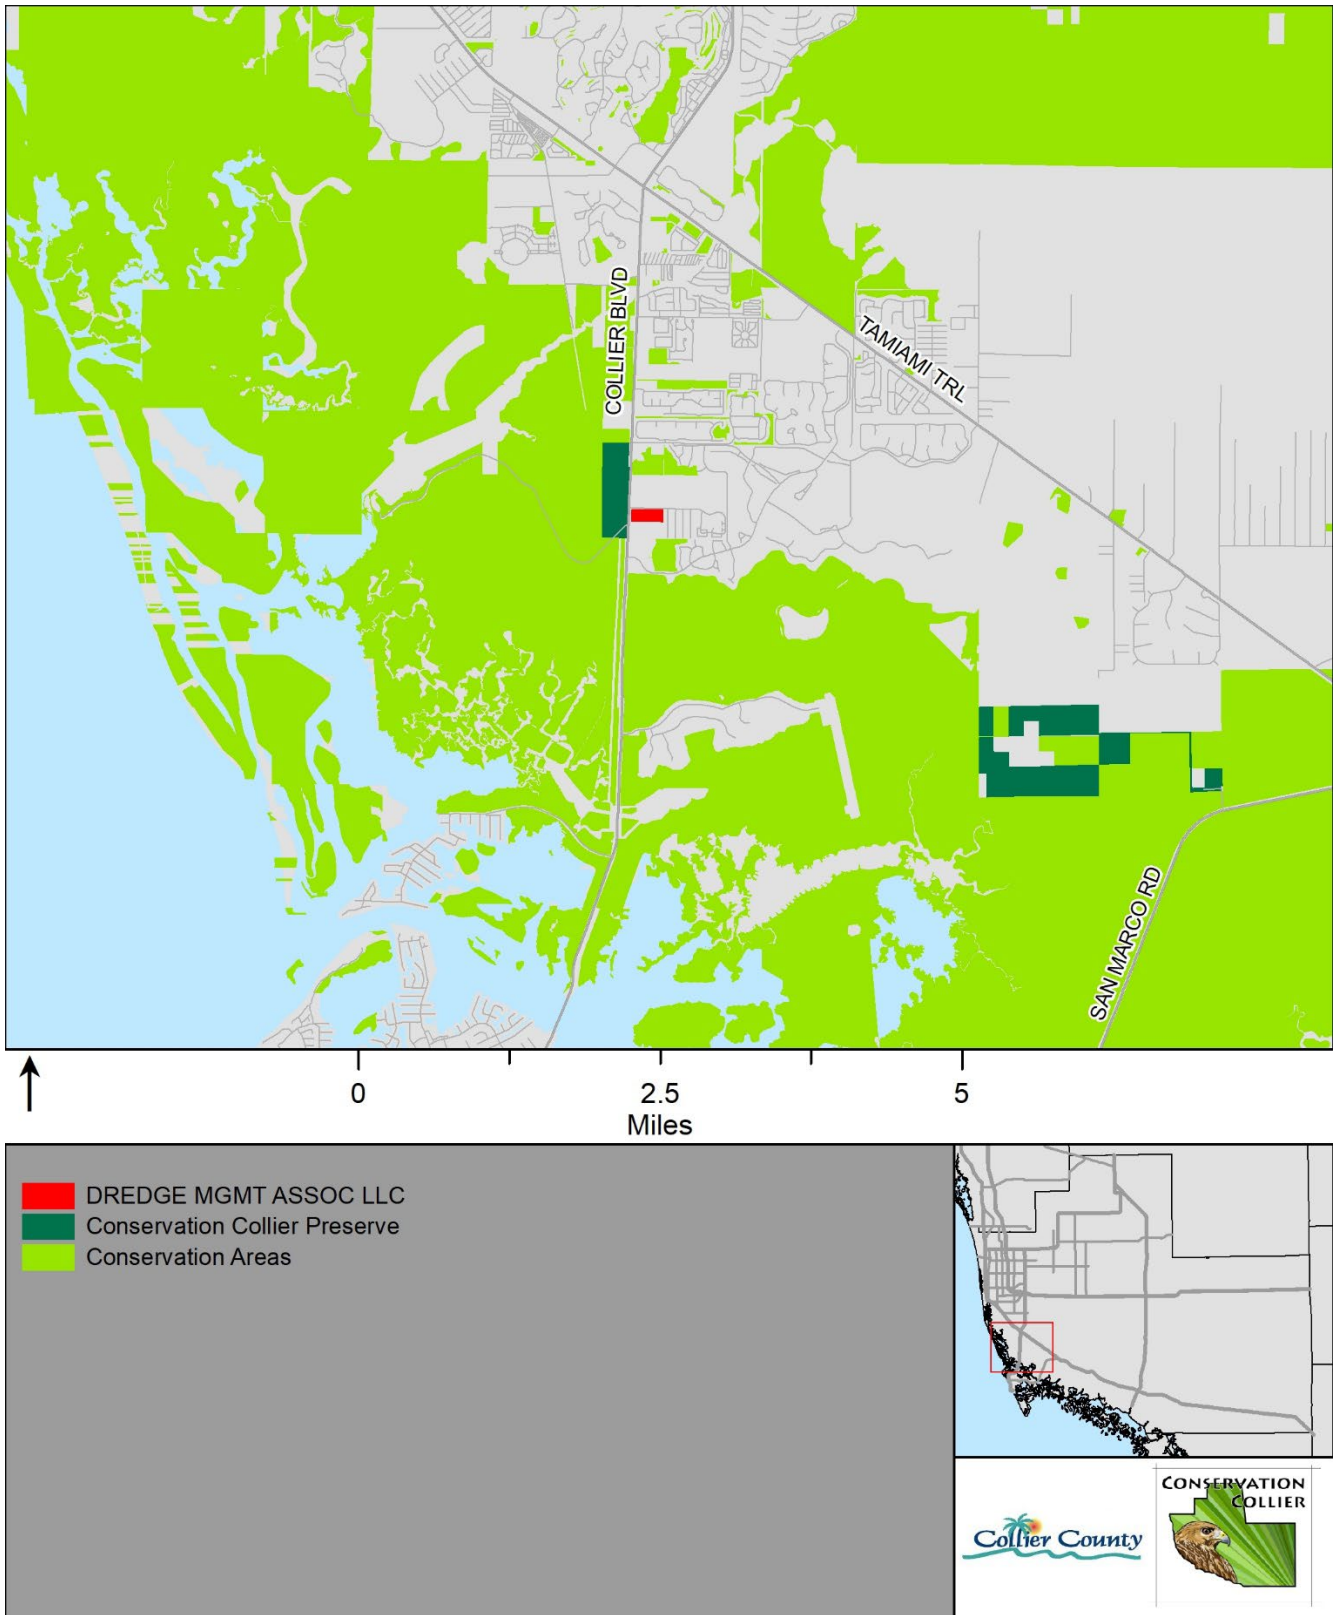 COLLIER BLVD
TAMIAMI TRL
SAN MARCO RD
0
2.5
5
Miles
DREDGE MGMT ASSOC LLC
Conservation Collier Preserve
Conservation Areas
Collier County
CONSERVATION
COLLIER